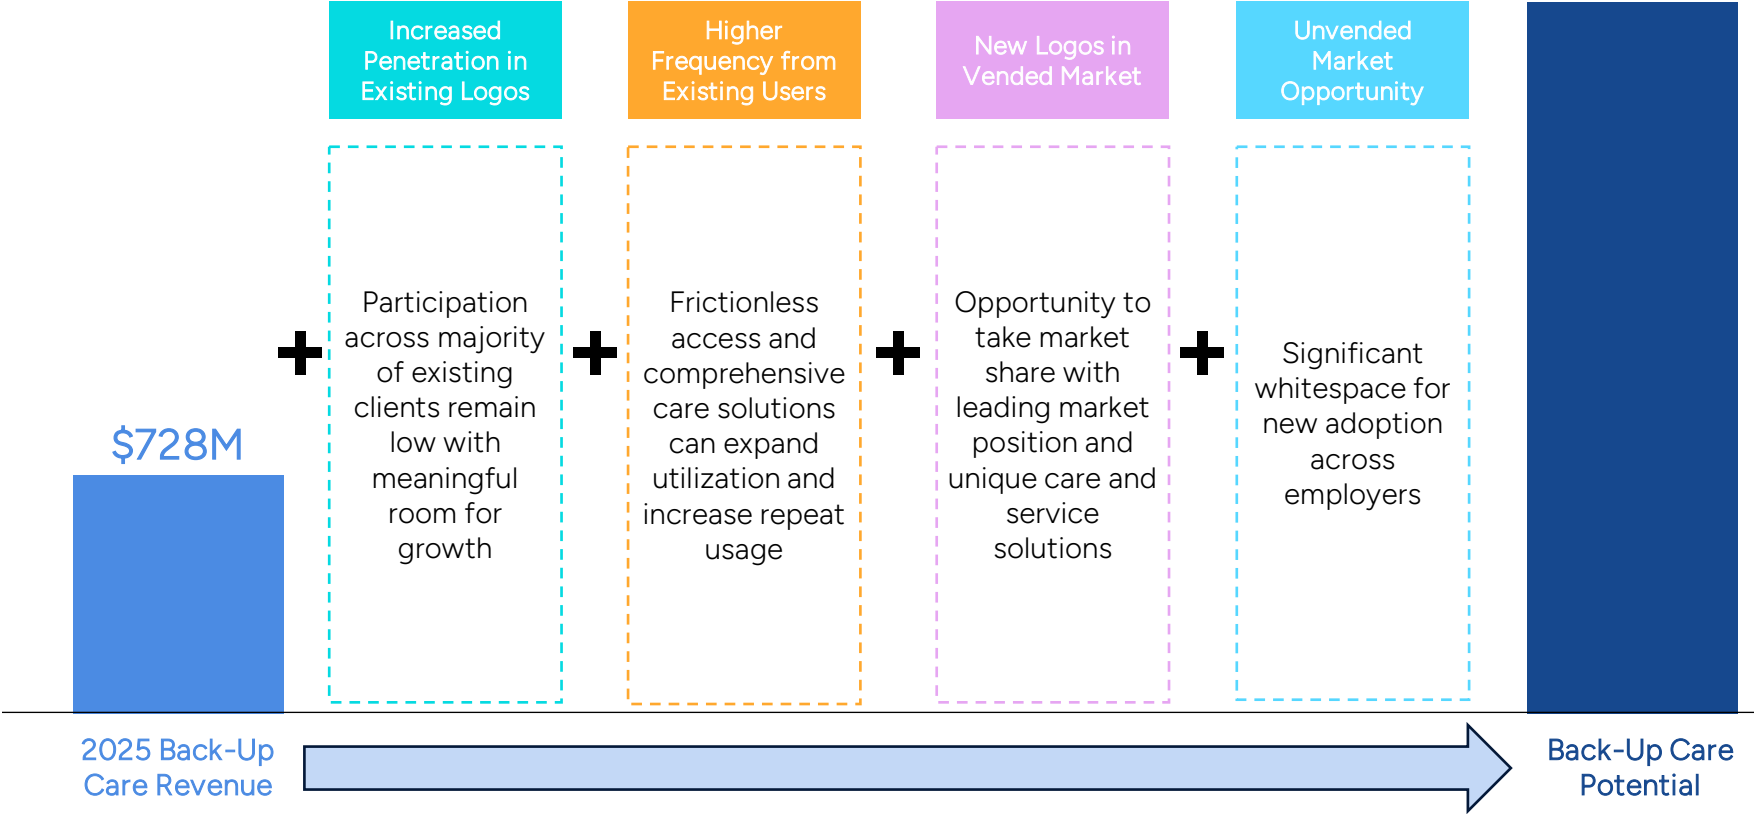 Increased
Penetration in
Existing Logos
Higher
Frequency from
Existing Users
New Logos in
Vended Market
Unvended
Market
Opportunity
Participation
across majority
of existing
clients remain
low with
meaningful
room for
growth
Frictionless
access and
comprehensive
care solutions
can expand
utilization and
increase repeat
usage
Opportunity to
take market
share with
leading market
position and
unique care and
service
solutions
Significant
whitespace for
new adoption
across
employers
$728M
2025 Back-Up
Care Revenue
Back-Up Care
Potential